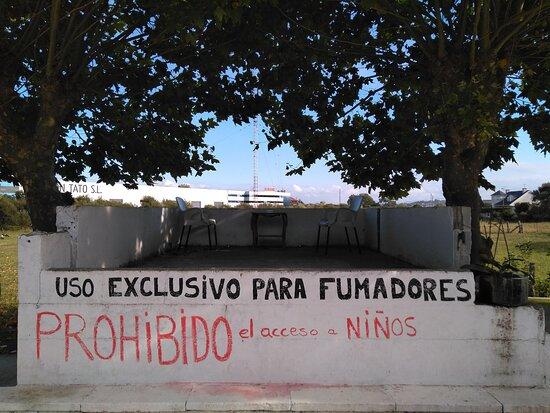 N TATO S.L.
USO EXCLUSIVO PARA FUMADORES
PROHIBIDO el acceso a NIÑOS